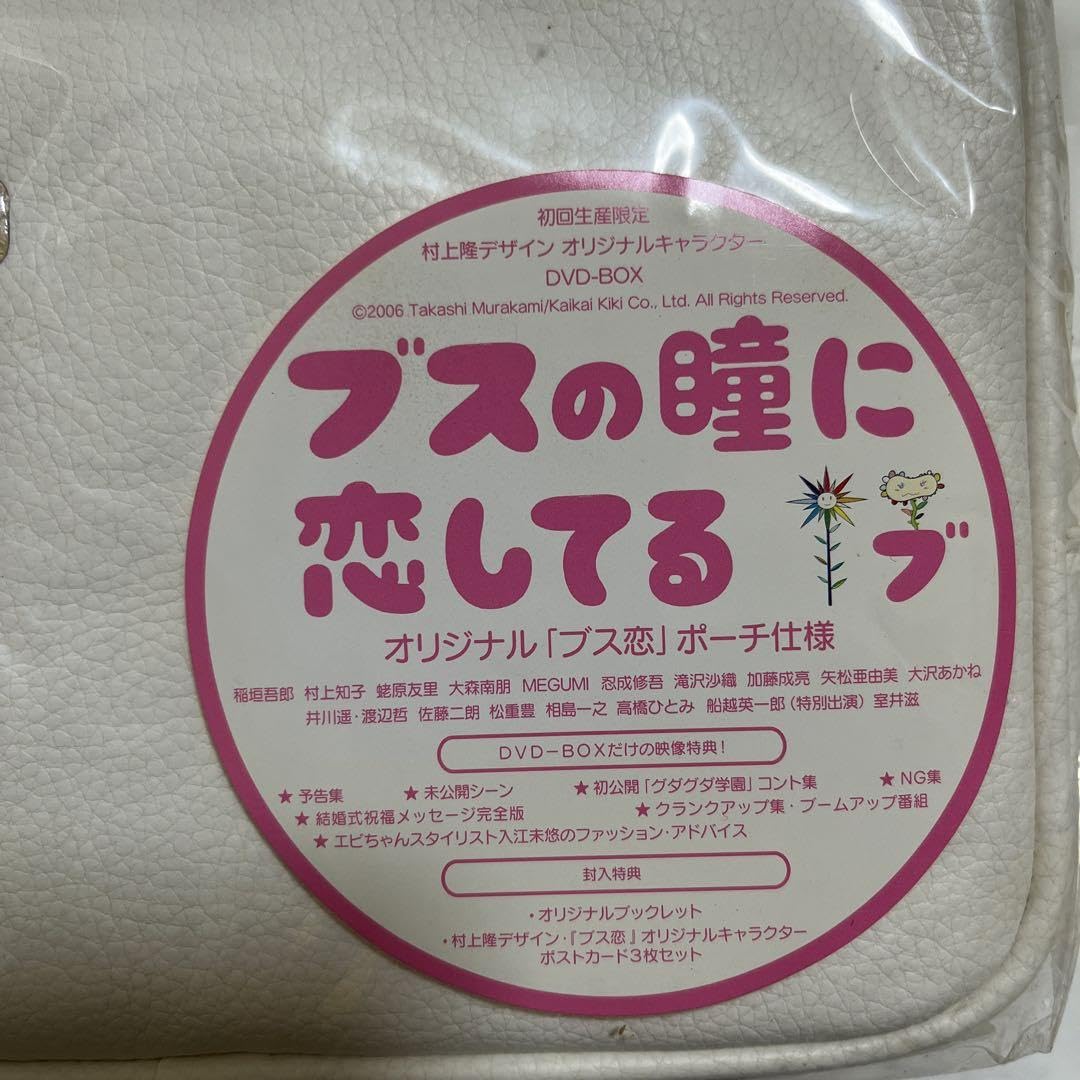 初回生産限定
村上隆デザイン オリジナルキャラクター
DVD-BOX
©2006 Takashi Murakami/Kaikai Kiki Co., Ltd. All Rights Reserved.
ブスの瞳に
恋してる
ブ
オリジナル「ブス恋」ポーチ仕様
稲垣吾郎 村上知子 蛯原友里 大森南朋 MEGUMI 忍成修吾 滝沢沙織 加藤成亮 矢松亜由美 大沢あかね
井川遥・渡辺哲 佐藤二朗 松重豊 相島一之 高橋ひとみ 船越英一郎(特別出演) 室井滋
DVD-BOXだけの映像特典!
★ 予告集 ★ 未公開シーン ★ 初公開「グダグダ学園」コント集 ★ NG集
★ 結婚式祝福メッセージ完全版 ★ クランクアップ集・ブームアップ番組
★ エビちゃんスタイリスト入江未悠のファッション・アドバイス
封入特典
・オリジナルブックレット
・村上隆デザイン・『ブス恋』オリジナルキャラクター
ポストカード3枚セット